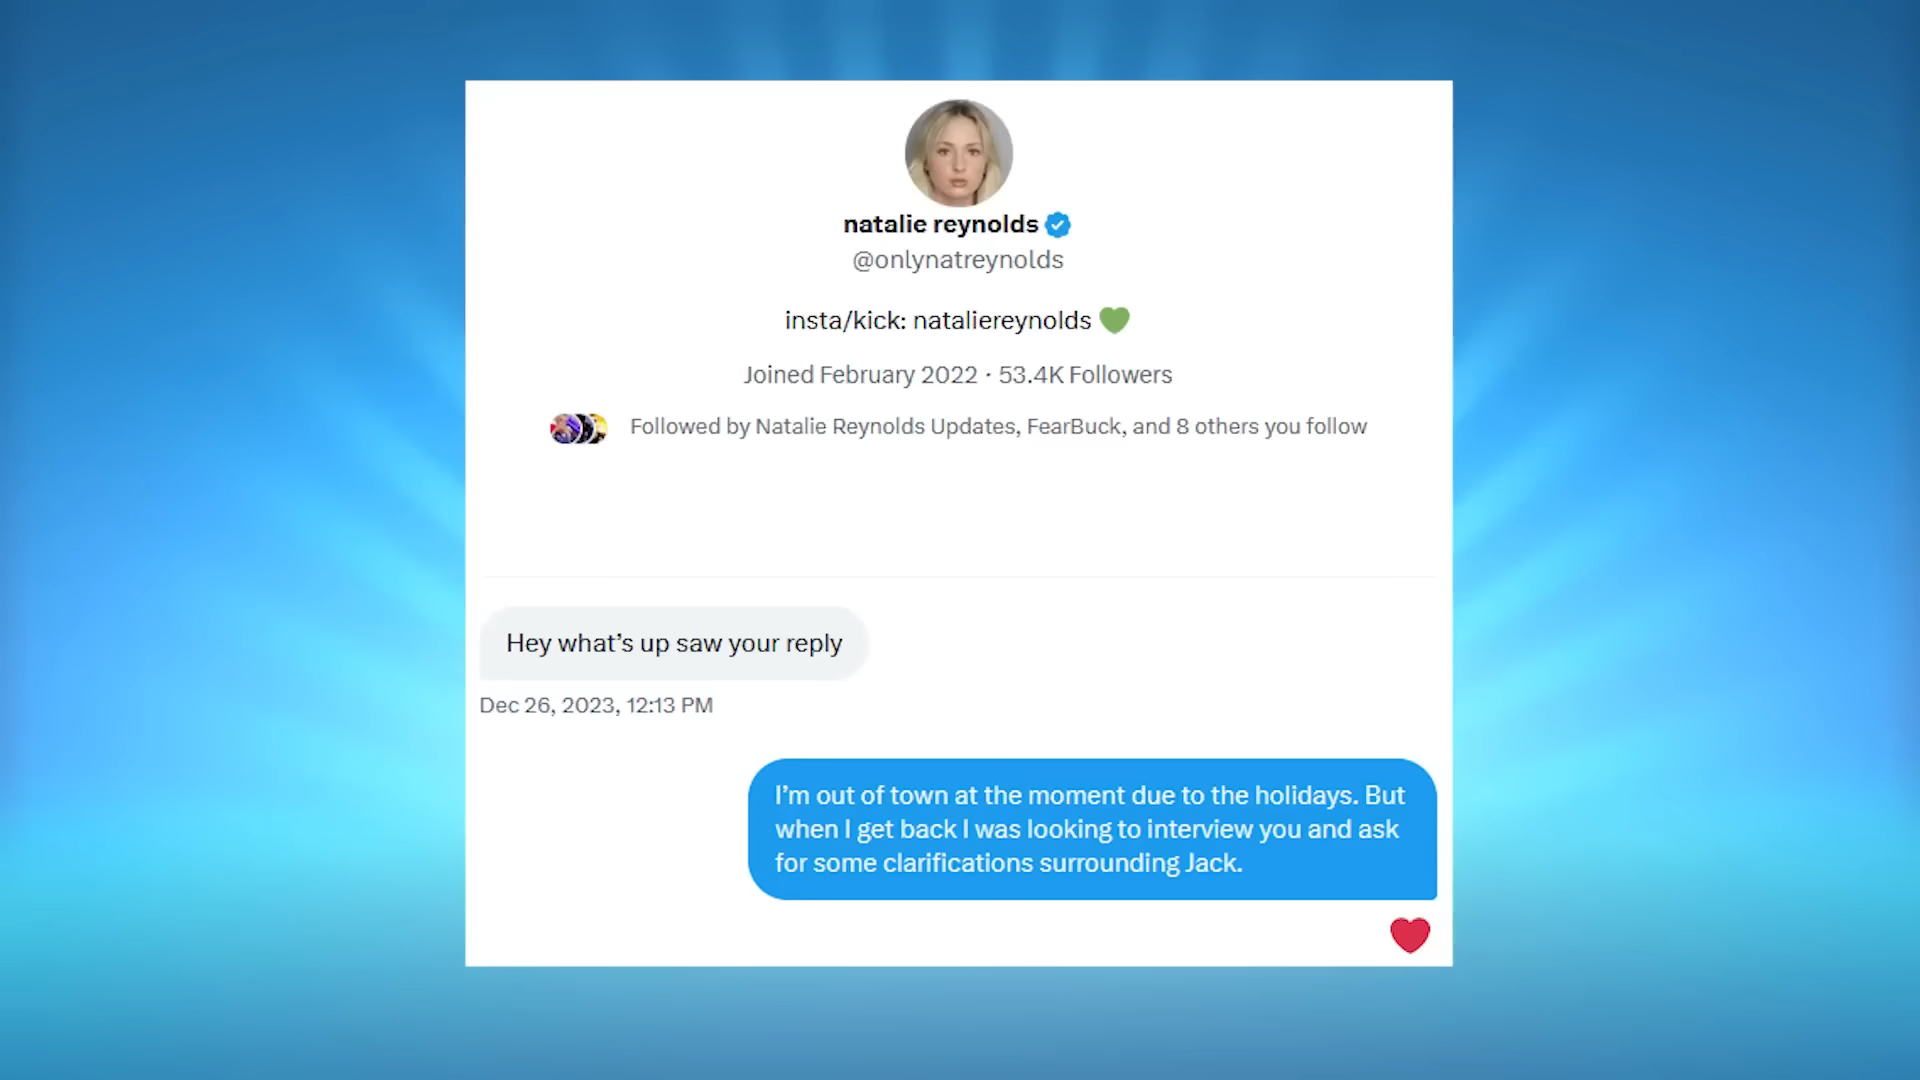 natalie reynolds
@onlynatreynolds
insta/kick: nataliereynolds 💚
Joined February 2022 · 53.4K Followers
Followed by Natalie Reynolds Updates, FearBuck, and 8 others you follow
Hey what’s up saw your reply
Dec 26, 2023, 12:13 PM
I’m out of town at the moment due to the holidays. But
when I get back I was looking to interview you and ask
for some clarifications surrounding Jack.